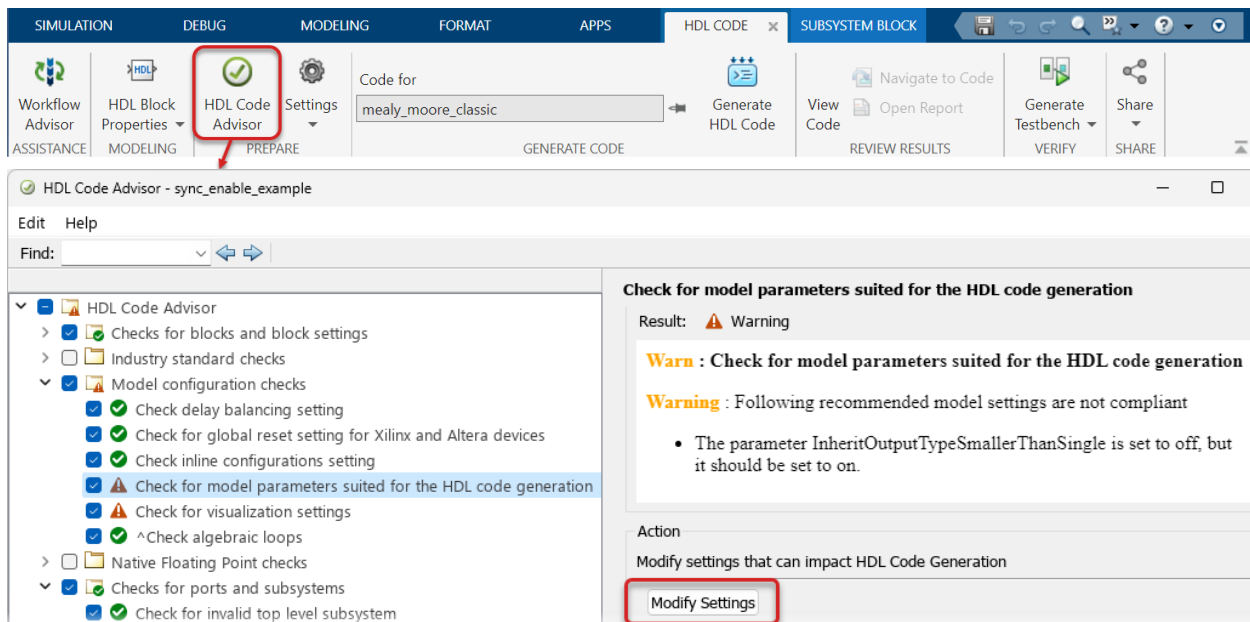 SIMULATION DEBUG MODELING FORMAT APPS HDL CODE SUBSYSTEM BLOCK
HDL
Code for
Navigate to Code
Workflow Advisor
HDL Block Properties
HDL Code Advisor
Settings
mealy_moore_classic
Generate HDL Code
View Code
Open Report
Generate Testbench
Share
ASSISTANCE MODELING PREPARE GENERATE CODE REVIEW RESULTS VERIFY SHARE
HDL Code Advisor - sync_enable_example
Edit Help
Find:
HDL Code Advisor
Checks for blocks and block settings
Industry standard checks
Model configuration checks
Check delay balancing setting
Check for global reset setting for Xilinx and Altera devices
Check inline configurations setting
Check for model parameters suited for the HDL code generation
Check for visualization settings
^Check algebraic loops
Native Floating Point checks
Checks for ports and subsystems
Check for invalid top level subsystem
Check for model parameters suited for the HDL code generation
Result: Warning
Warn : Check for model parameters suited for the HDL code generation
Warning : Following recommended model settings are not compliant
• The parameter InheritOutputTypeSmallerThanSingle is set to off, but
it should be set to on.
Action
Modify settings that can impact HDL Code Generation
Modify Settings